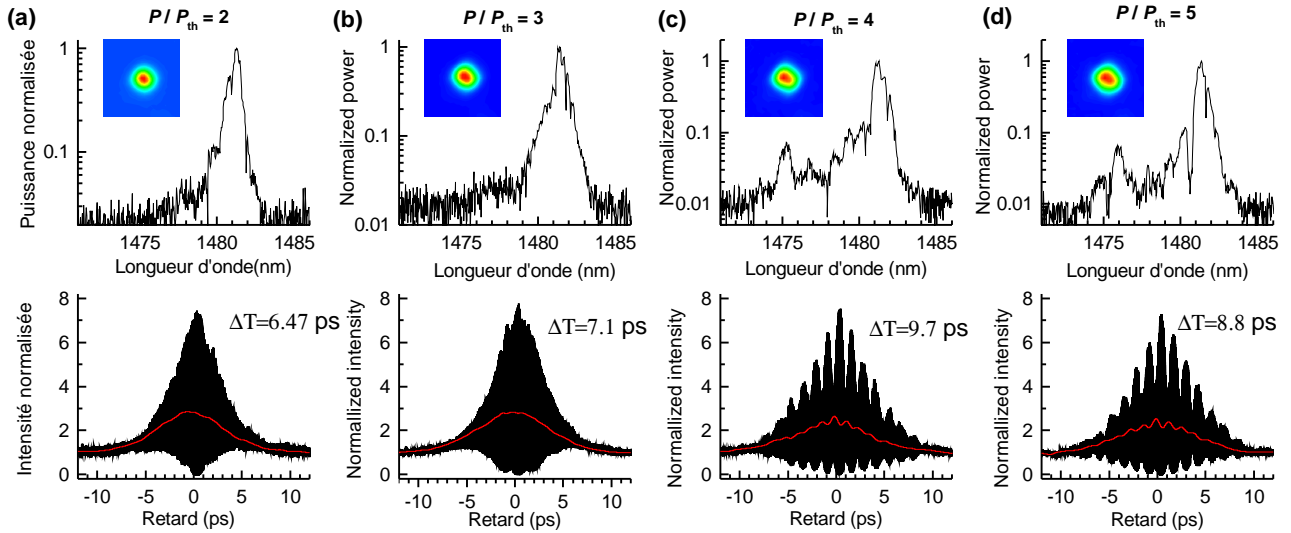 (a)
P / Pth = 2
Puissance normalisée
1
0.1
1475 1480 1485
Longueur d'onde(nm)
(b)
P / Pth = 3
Normalized power
1
0.1
0.01
1475 1480 1485
Longueur d'onde (nm)
(c)
P / Pth = 4
Normalized power
1
0.1
0.01
1475 1480 1485
Longueur d'onde (nm)
(d)
P / Pth = 5
Normalized power
1
0.1
0.01
1475 1480 1485
Longueur d'onde (nm)
Intensité normalisée
8
6
4
2
0
ΔT=6.47 ps
-10 -5 0 5 10
Retard (ps)
Normallized intensity
8
6
4
2
0
ΔT=7.1 ps
-10 -5 0 5 10
Retard (ps)
Normallized intensity
8
6
4
2
0
ΔT=9.7 ps
-10 -5 0 5 10
Retard (ps)
Normallized intensity
8
6
4
2
0
ΔT=8.8 ps
-10 -5 0 5 10
Retard (ps)